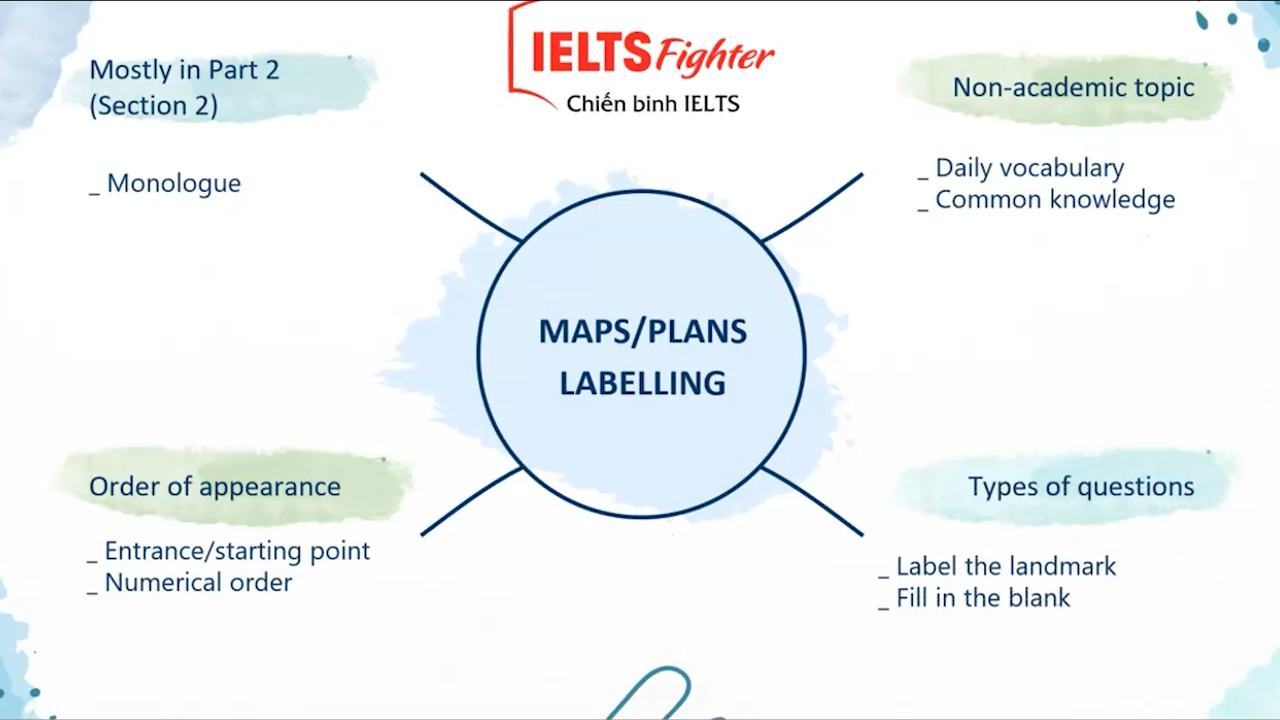 IELTS Fighter
Chiến binh IELTS
Mostly in Part 2
(Section 2)
_ Monologue
Non-academic topic
_ Daily vocabulary
_ Common knowledge
MAPS/PLANS
LABELLING
Order of appearance
_ Entrance/starting point
_ Numerical order
Types of questions
_ Label the landmark
_ Fill in the blank